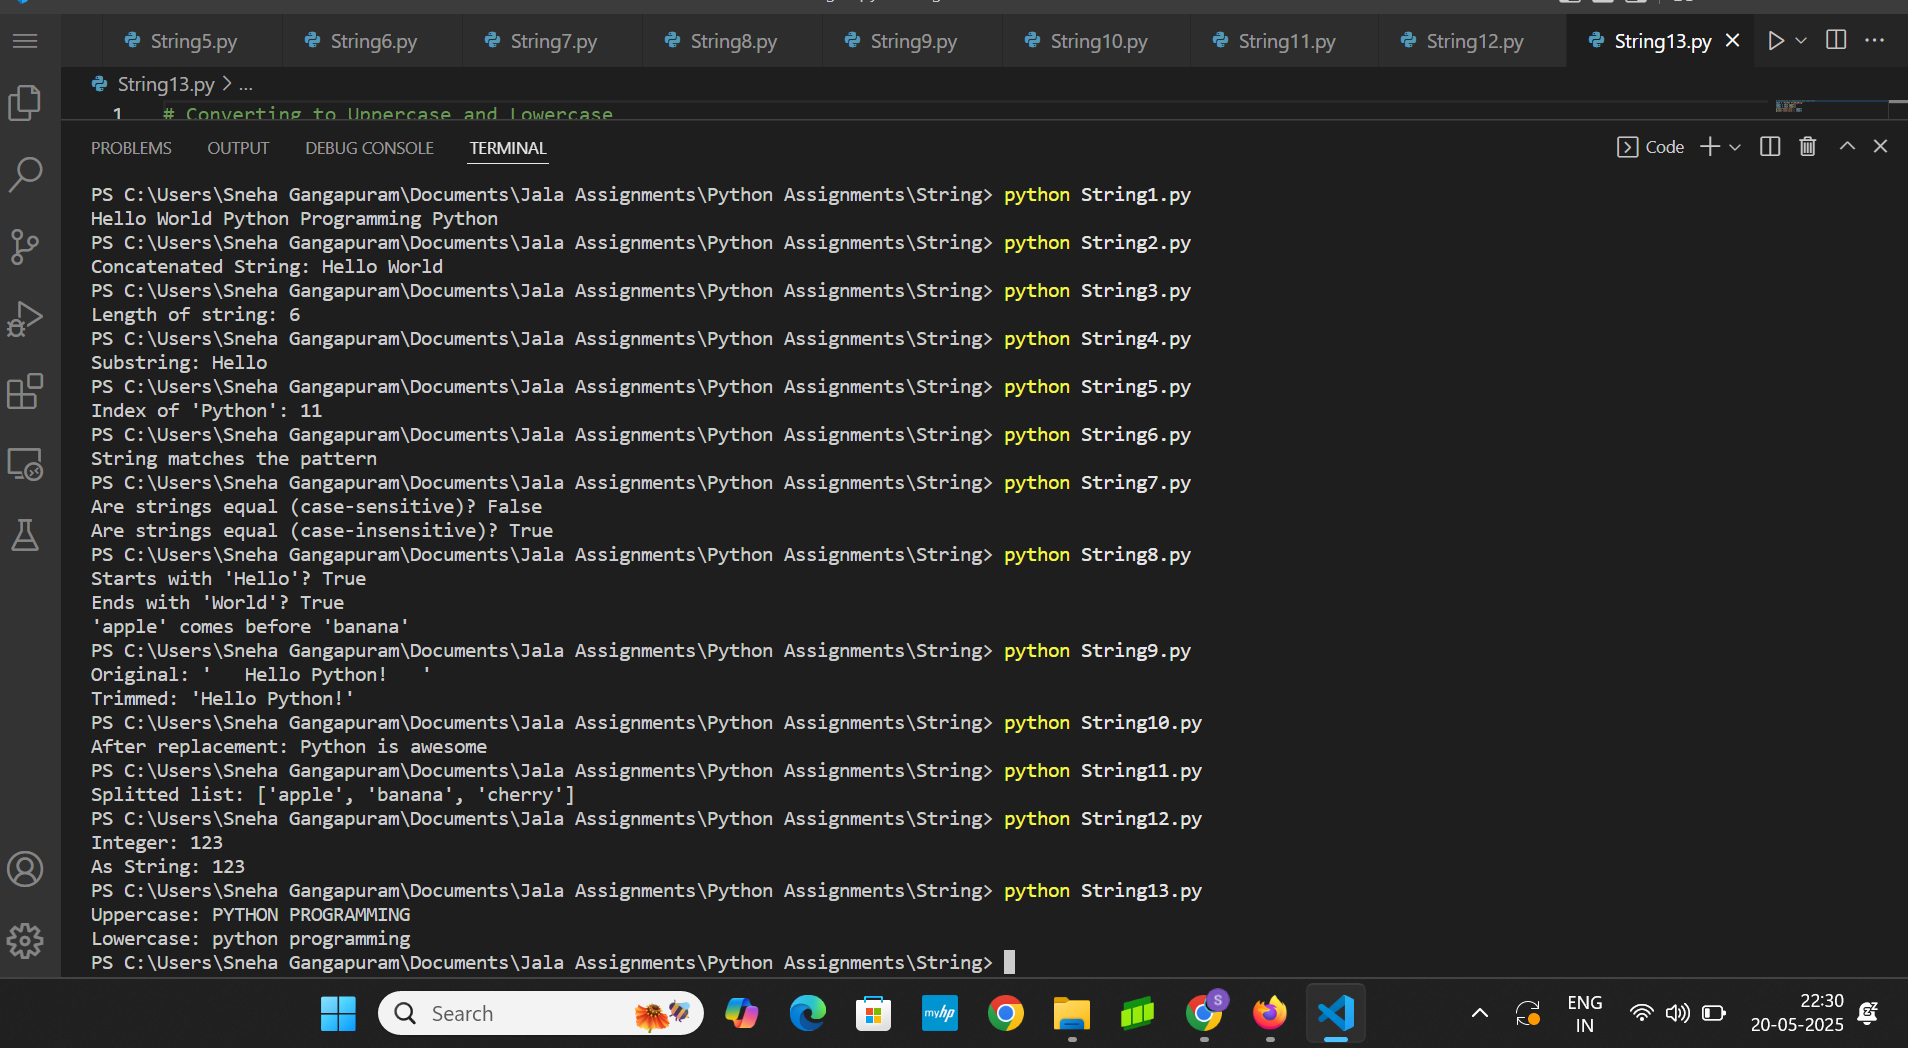 String5.py String6.py String7.py String8.py String9.py String10.py String11.py String12.py String13.py
String13.py > ...
1 # Converting to Uppercase and Lowercase
PROBLEMS OUTPUT DEBUG CONSOLE TERMINAL Code
PS C:\Users\Sneha Gangapuram\Documents\Jala Assignments\Python Assignments\String> python String1.py
Hello World Python Programming Python
PS C:\Users\Sneha Gangapuram\Documents\Jala Assignments\Python Assignments\String> python String2.py
Concatenated String: Hello World
PS C:\Users\Sneha Gangapuram\Documents\Jala Assignments\Python Assignments\String> python String3.py
Length of string: 6
PS C:\Users\Sneha Gangapuram\Documents\Jala Assignments\Python Assignments\String> python String4.py
Substring: Hello
PS C:\Users\Sneha Gangapuram\Documents\Jala Assignments\Python Assignments\String> python String5.py
Index of 'Python': 11
PS C:\Users\Sneha Gangapuram\Documents\Jala Assignments\Python Assignments\String> python String6.py
String matches the pattern
PS C:\Users\Sneha Gangapuram\Documents\Jala Assignments\Python Assignments\String> python String7.py
Are strings equal (case-sensitive)? False
Are strings equal (case-insensitive)? True
PS C:\Users\Sneha Gangapuram\Documents\Jala Assignments\Python Assignments\String> python String8.py
Starts with 'Hello'? True
Ends with 'World'? True
'apple' comes before 'banana'
PS C:\Users\Sneha Gangapuram\Documents\Jala Assignments\Python Assignments\String> python String9.py
Original: '   Hello Python!   '
Trimmed: 'Hello Python!'
PS C:\Users\Sneha Gangapuram\Documents\Jala Assignments\Python Assignments\String> python String10.py
After replacement: Python is awesome
PS C:\Users\Sneha Gangapuram\Documents\Jala Assignments\Python Assignments\String> python String11.py
Splitted list: ['apple', 'banana', 'cherry']
PS C:\Users\Sneha Gangapuram\Documents\Jala Assignments\Python Assignments\String> python String12.py
Integer: 123
As String: 123
PS C:\Users\Sneha Gangapuram\Documents\Jala Assignments\Python Assignments\String> python String13.py
Uppercase: PYTHON PROGRAMMING
Lowercase: python programming
PS C:\Users\Sneha Gangapuram\Documents\Jala Assignments\Python Assignments\String>
Search myhp S ENG 22:30
IN 20-05-2025